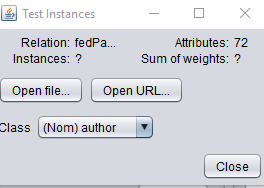 Test Instances
Relation: fedPa... Attributes: 72
Instances: ? Sum of weights: ?
Open file... Open URL...
Class (Nom) author
Close